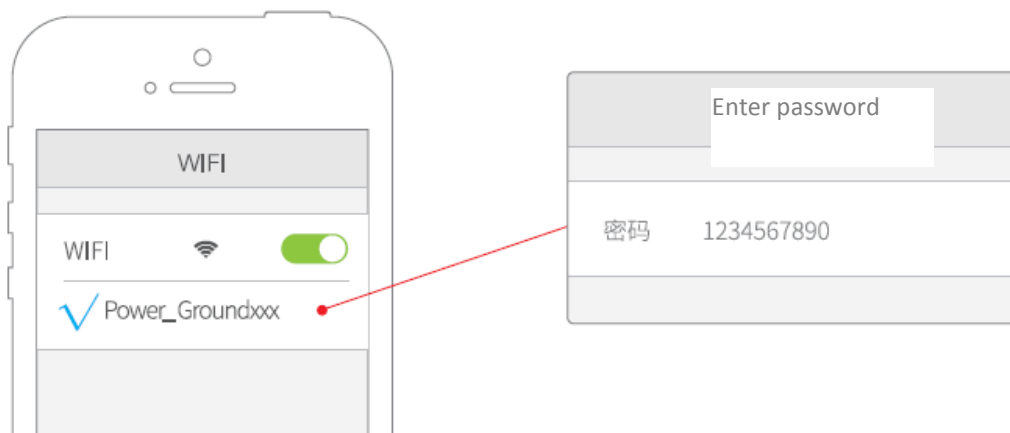 WIFI
WIFI
Power_Groundxxx
Enter password
密码 1234567890